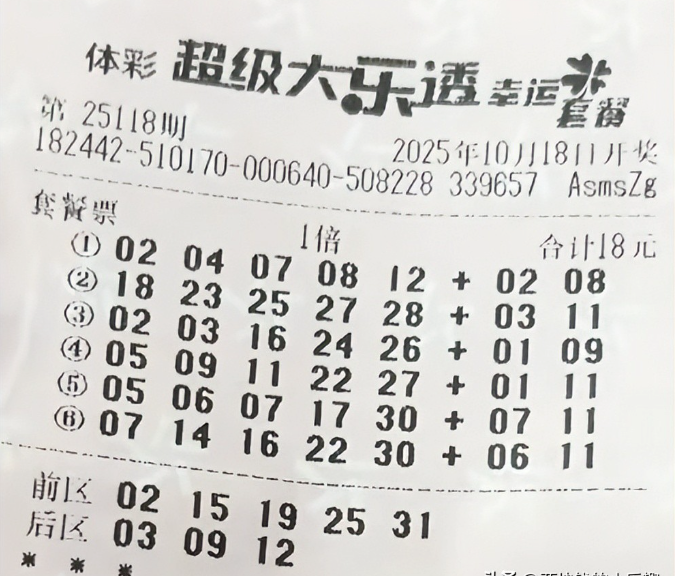 体彩 超级大乐透 幸运套餐
第 25118期 2025年10月18日开奖
182442-510170-000640-508228 339657 AsmsZg
套餐票 1倍 合计18元
① 02 04 07 08 12 + 02 08
② 18 23 25 27 28 + 03 11
③ 02 03 16 24 26 + 01 09
④ 05 09 11 22 27 + 01 11
⑤ 05 06 07 17 30 + 07 11
⑥ 07 14 16 22 30 + 06 11
前区 02 15 19 25 31
后区 03 09 12
* * *